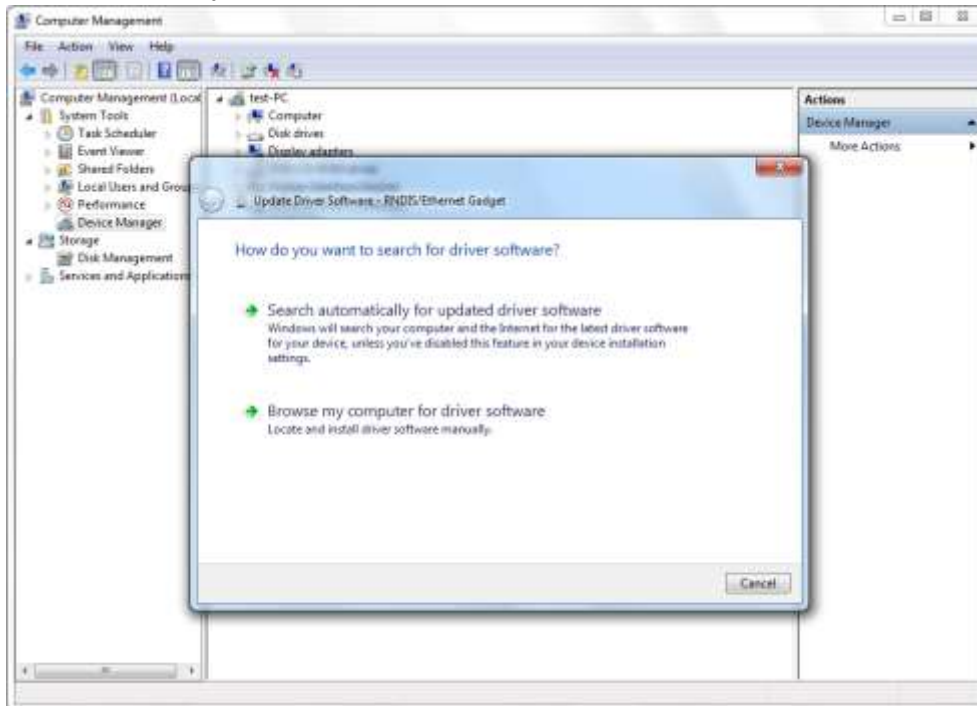 Computer Management
File Action View Help
Computer Management (Local
System Tools
Task Scheduler
Event Viewer
Shared Folders
Local Users and Grou
Performance
Device Manager
Storage
Disk Management
Services and Application
test-PC
Computer
Disk drives
Display adapters
Actions
Device Manager
More Actions
Update Driver Software - RNDIS/Ethernet Gadget
How do you want to search for driver software?
Search automatically for updated driver software
Windows will search your computer and the Internet for the latest driver software
for your device, unless you've disabled this feature in your device installation
settings.
Browse my computer for driver software
Locate and install driver software manually.
Cancel